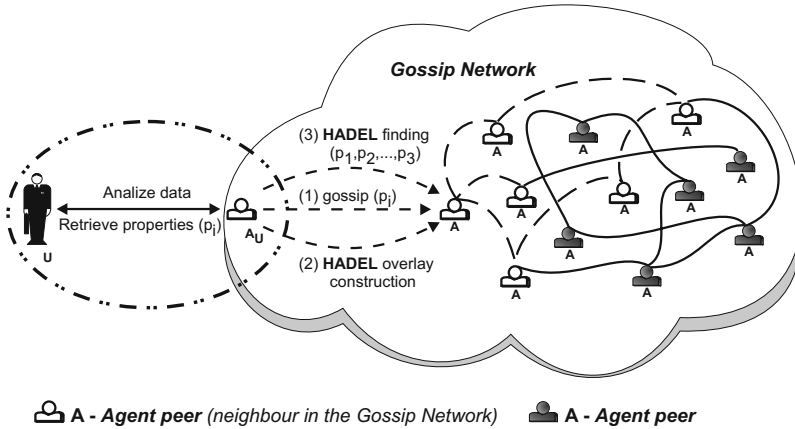 Gossip Network
(3) HADEL finding
(p1,p2,...,p3)
Analize data
(1) gossip (pi)
Retrieve properties (pi)
U
AU
(2) HADEL overlay
construction
A
A
A
A
A
A
A
A
A
A
A
A - Agent peer (neighbour in the Gossip Network)
A - Agent peer